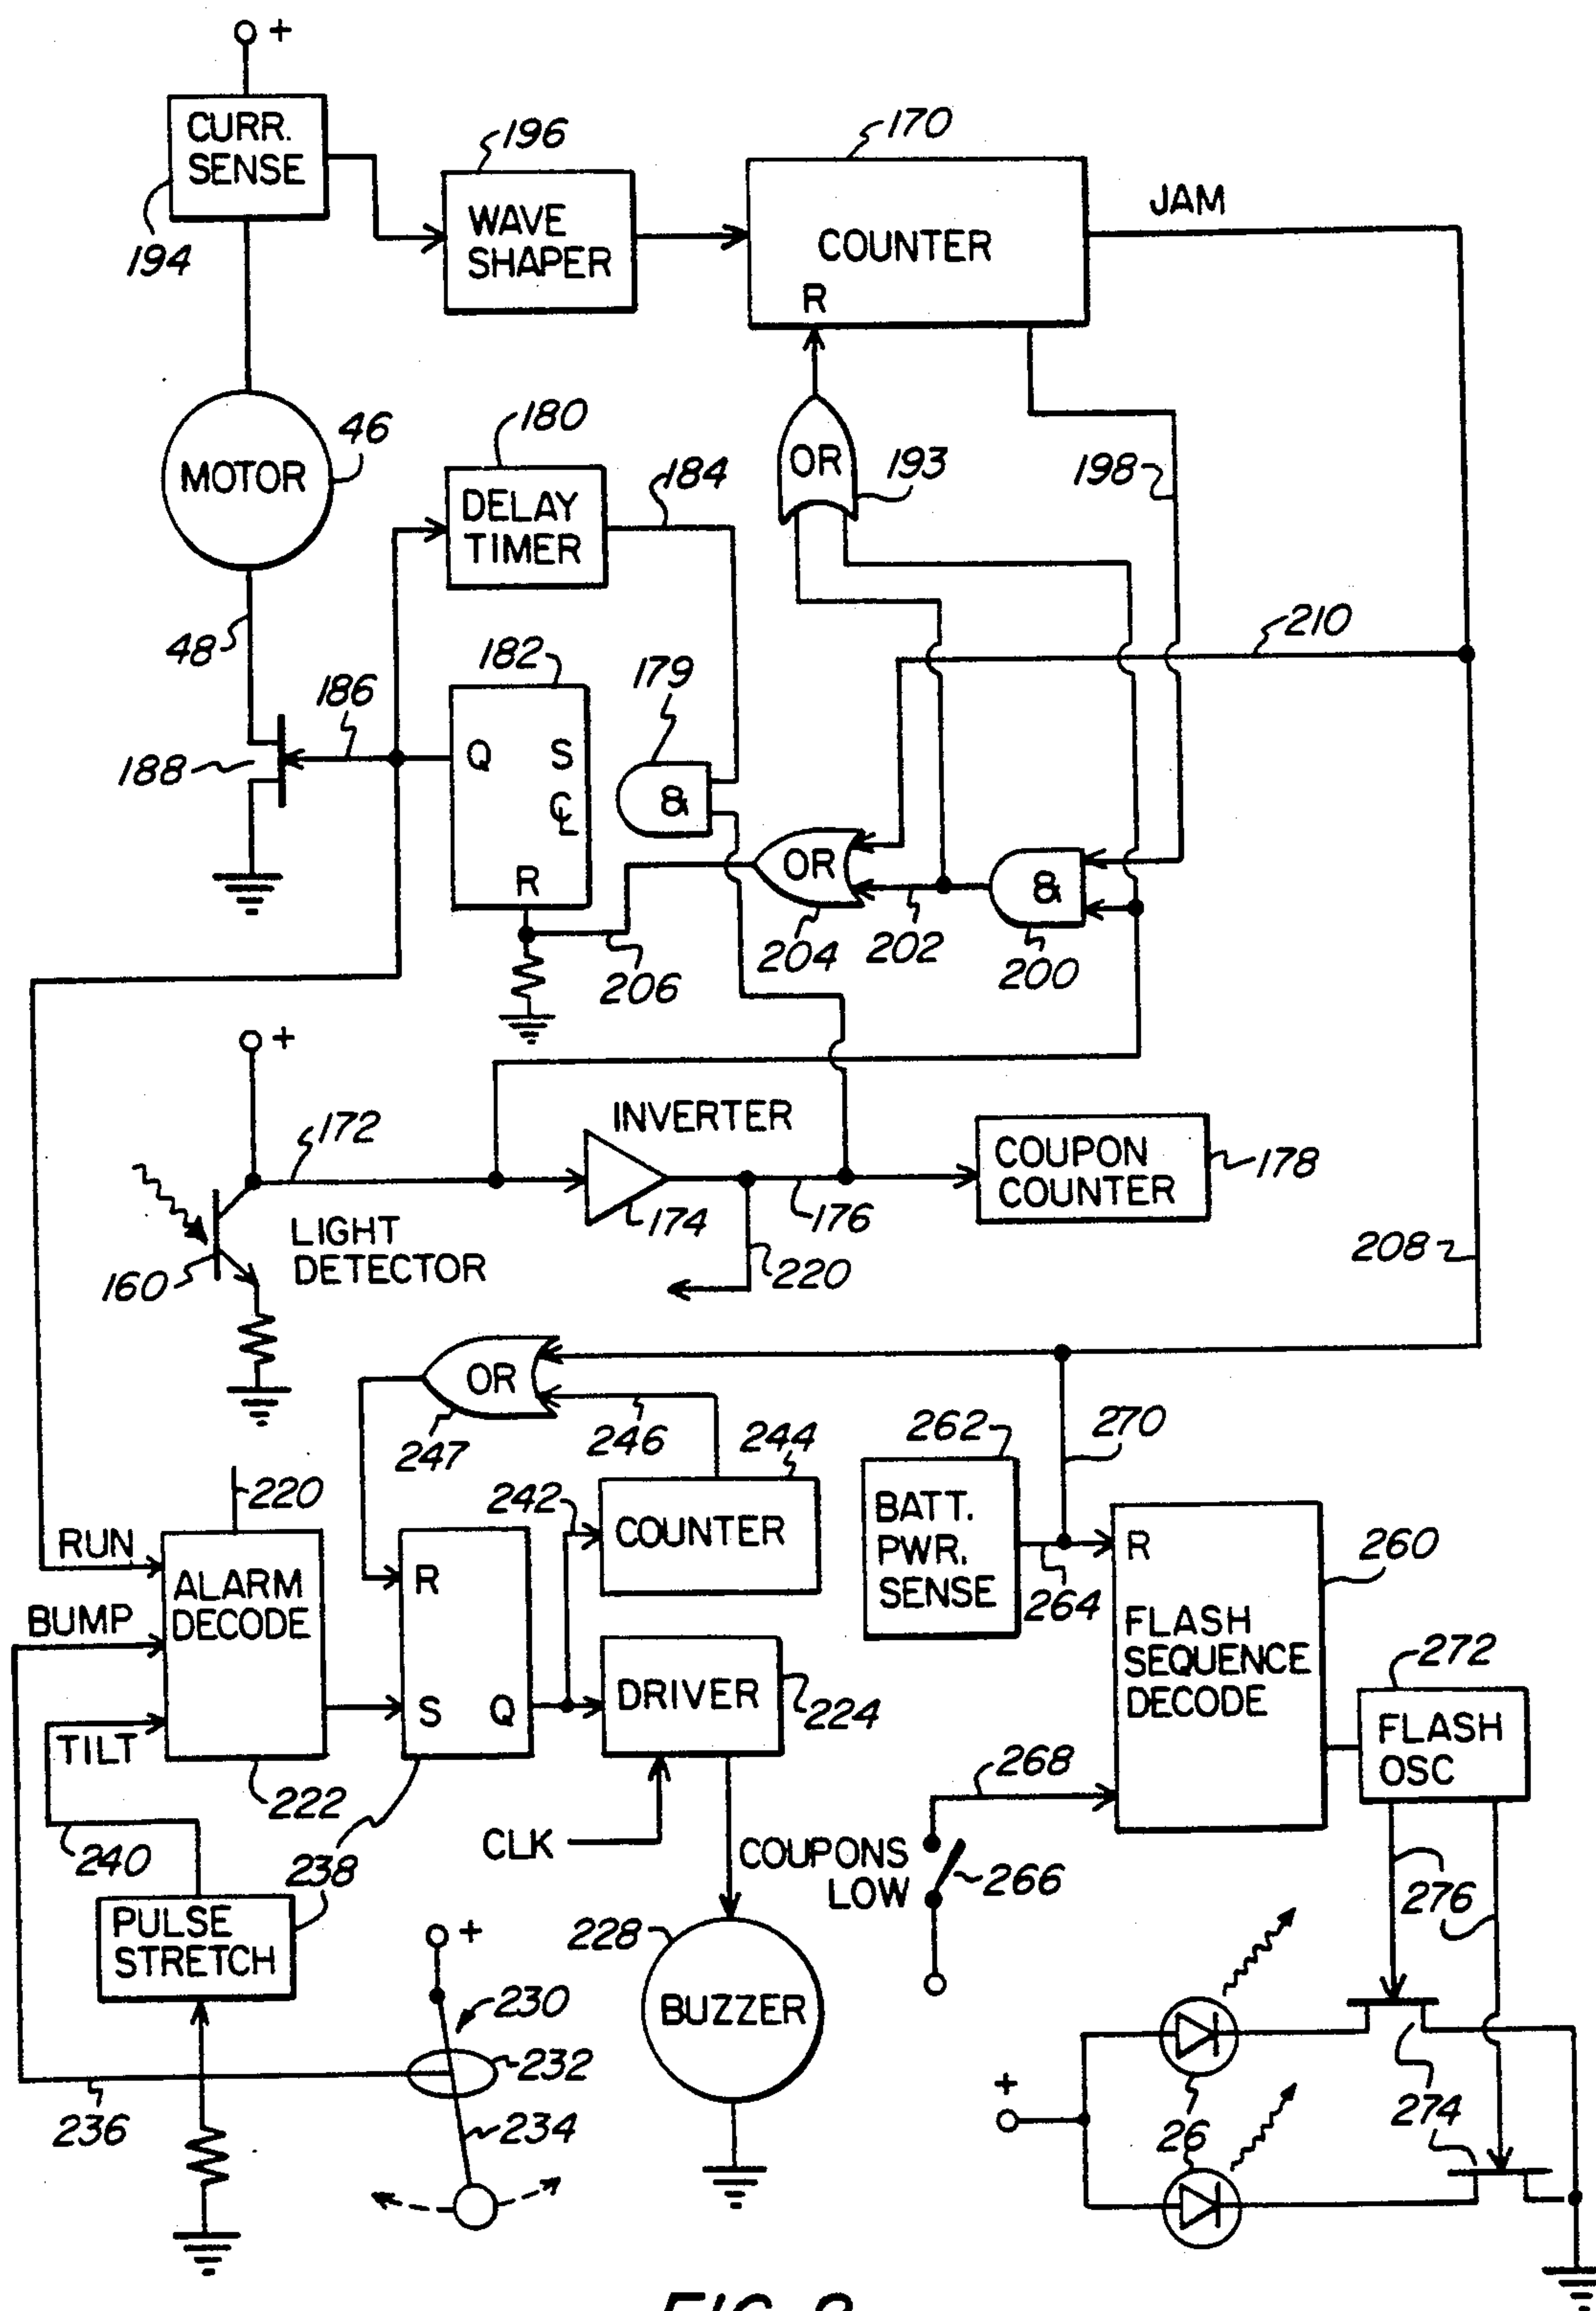 +
CURR.
SENSE
194
196
WAVE
SHAPER
170
COUNTER
R
JAM
MOTOR
46
180
DELAY
TIMER
184
OR
193
198
48
182
179
210
186
188
Q
S
CL
R
&
OR
&
204
202
200
206
+
172
INVERTER
174
176
COUPON
COUNTER
178
LIGHT
DETECTOR
160
220
208
OR
247
246
244
262
270
220
242
COUNTER
BATT.
PWR.
SENSE
264
R
260
RUN
ALARM
DECODE
R
BUMP
FLASH
SEQUENCE
DECODE
272
S
Q
DRIVER
224
TILT
FLASH
OSC
222
268
240
238
CLK
COUPONS
LOW
266
276
PULSE
STRETCH
+
228
230
BUZZER
232
236
234
+
26
274